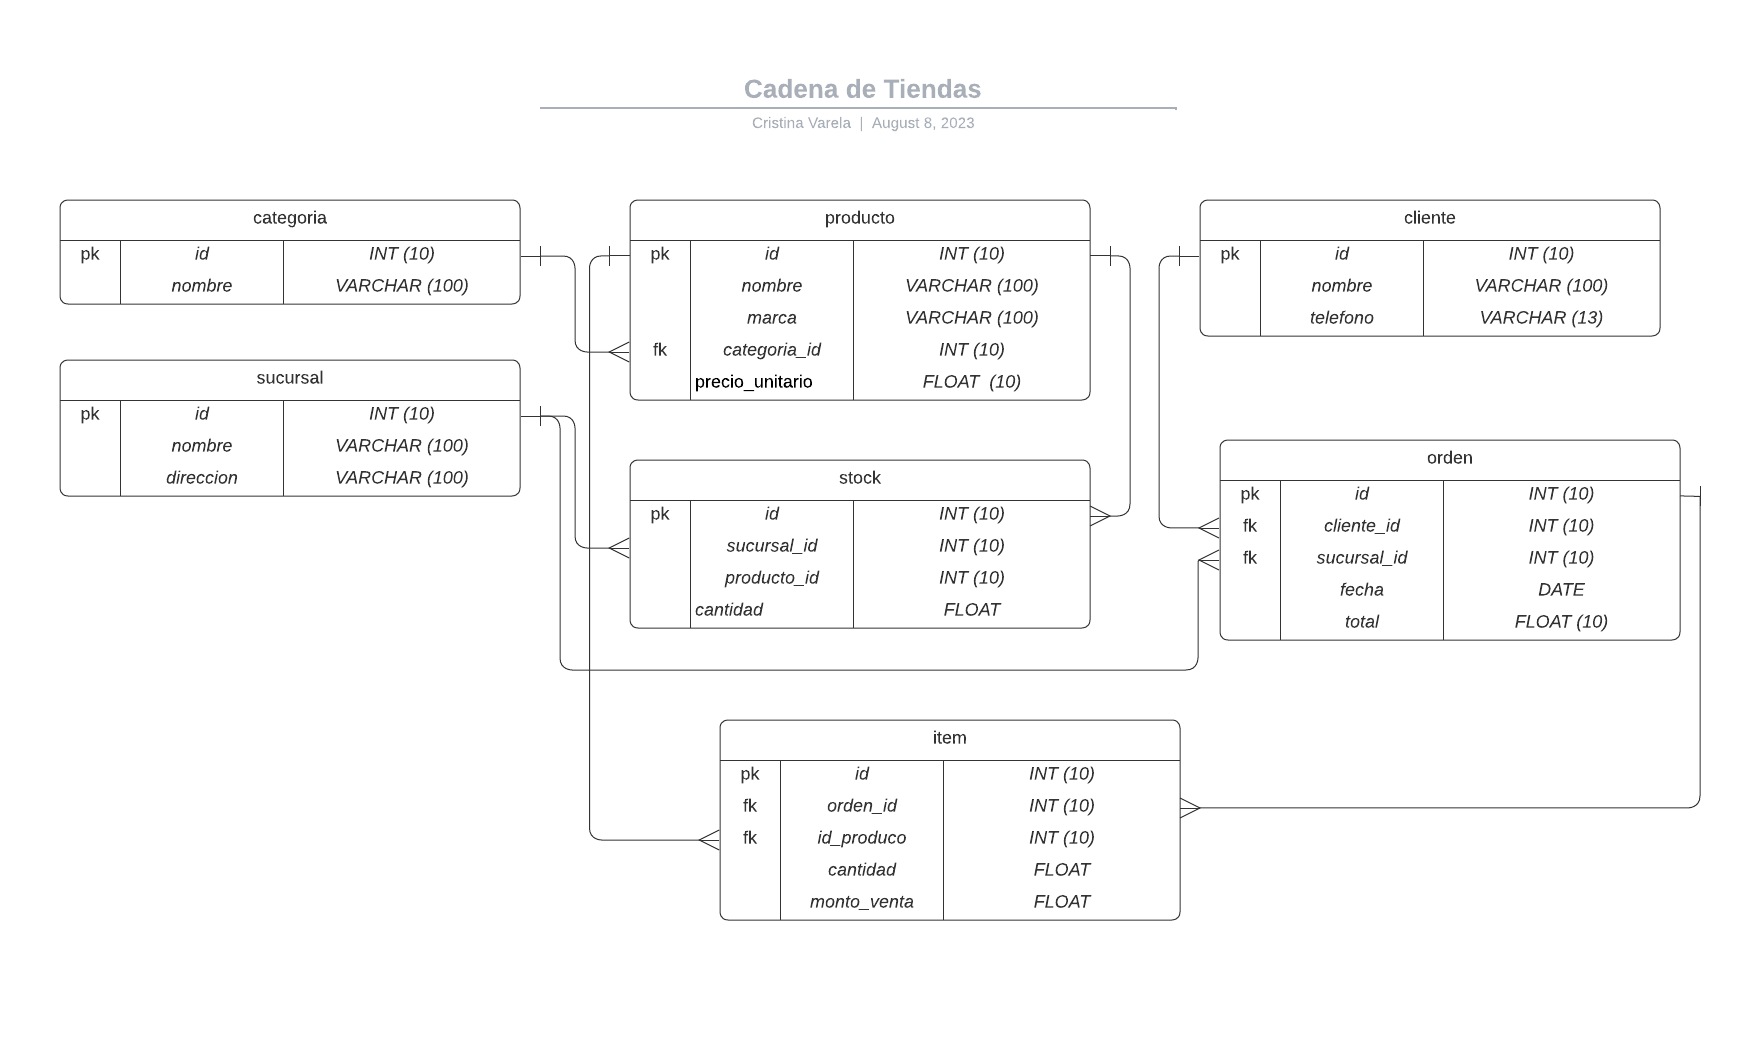 Cadena de Tiendas
Cristina Varela | August 8, 2023
categoria
pk id INT (10)
nombre VARCHAR (100)
sucursal
pk id INT (10)
nombre VARCHAR (100)
direccion VARCHAR (100)
producto
pk id INT (10)
nombre VARCHAR (100)
marca VARCHAR (100)
fk categoria_id INT (10)
precio_unitario FLOAT (10)
stock
pk id INT (10)
sucursal_id INT (10)
producto_id INT (10)
cantidad FLOAT
cliente
pk id INT (10)
nombre VARCHAR (100)
telefono VARCHAR (13)
orden
pk id INT (10)
fk cliente_id INT (10)
fk sucursal_id INT (10)
fecha DATE
total FLOAT (10)
item
pk id INT (10)
fk orden_id INT (10)
fk id_produco INT (10)
cantidad FLOAT
monto_venta FLOAT